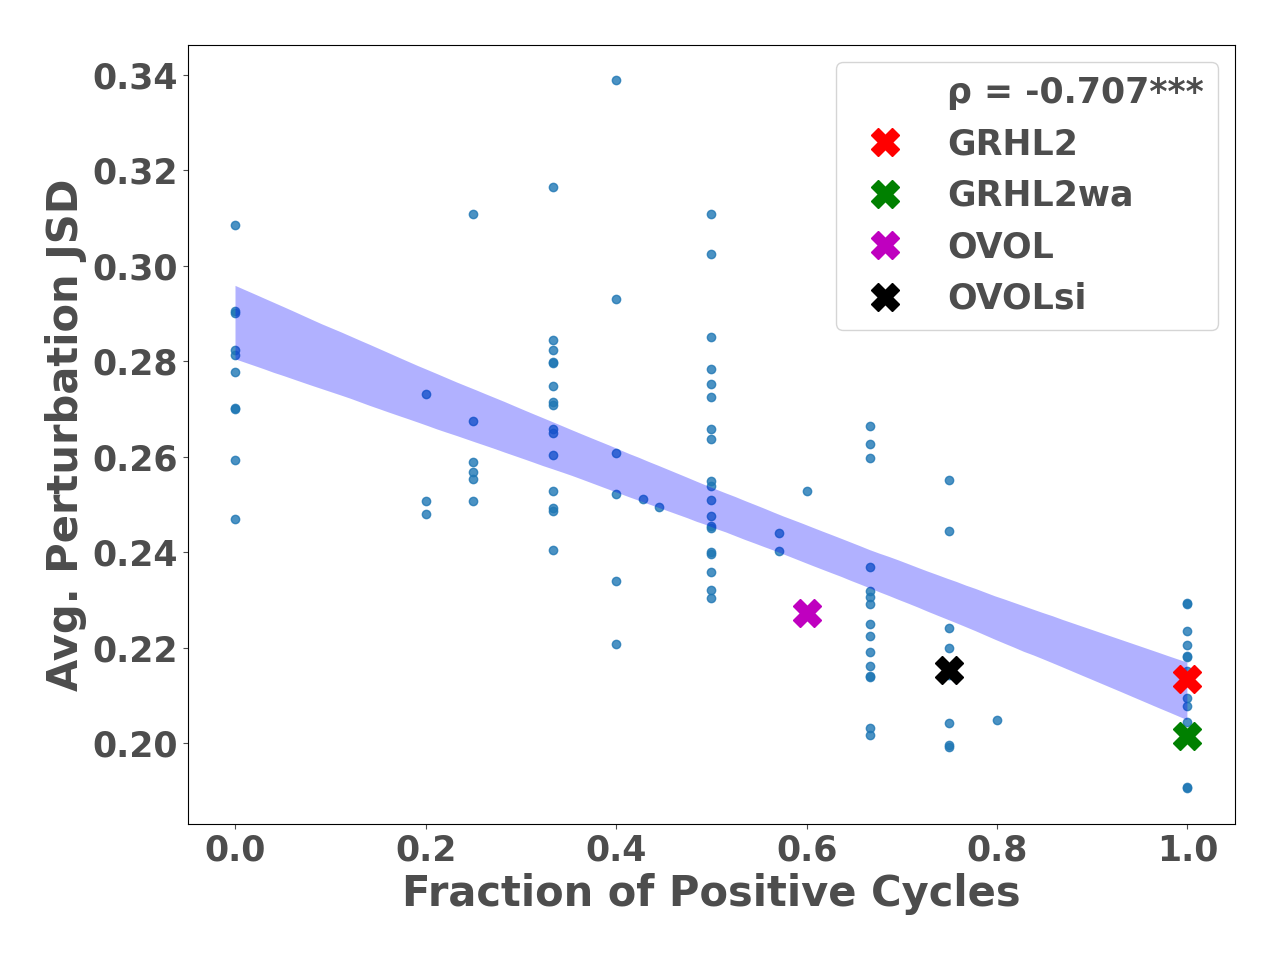 0.34
0.32
0.30
0.28
0.26
0.24
0.22
0.20
Avg. Perturbation JSD
ρ = -0.707***
GRHL2
GRHL2wa
OVOL
OVOLsi
0.0 0.2 0.4 0.6 0.8 1.0
Fraction of Positive Cycles